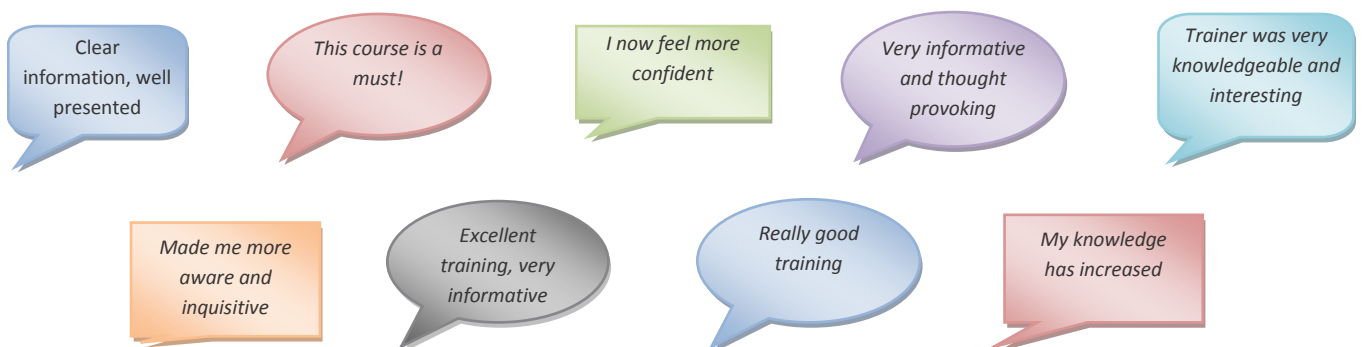 Clear
information, well
presented
This course is a
must!
I now feel more
confident
Very informative
and thought
provoking
Trainer was very
knowledgeable and
interesting
Made me more
aware and
inquisitive
Excellent
training, very
informative
Really good
training
My knowledge
has increased